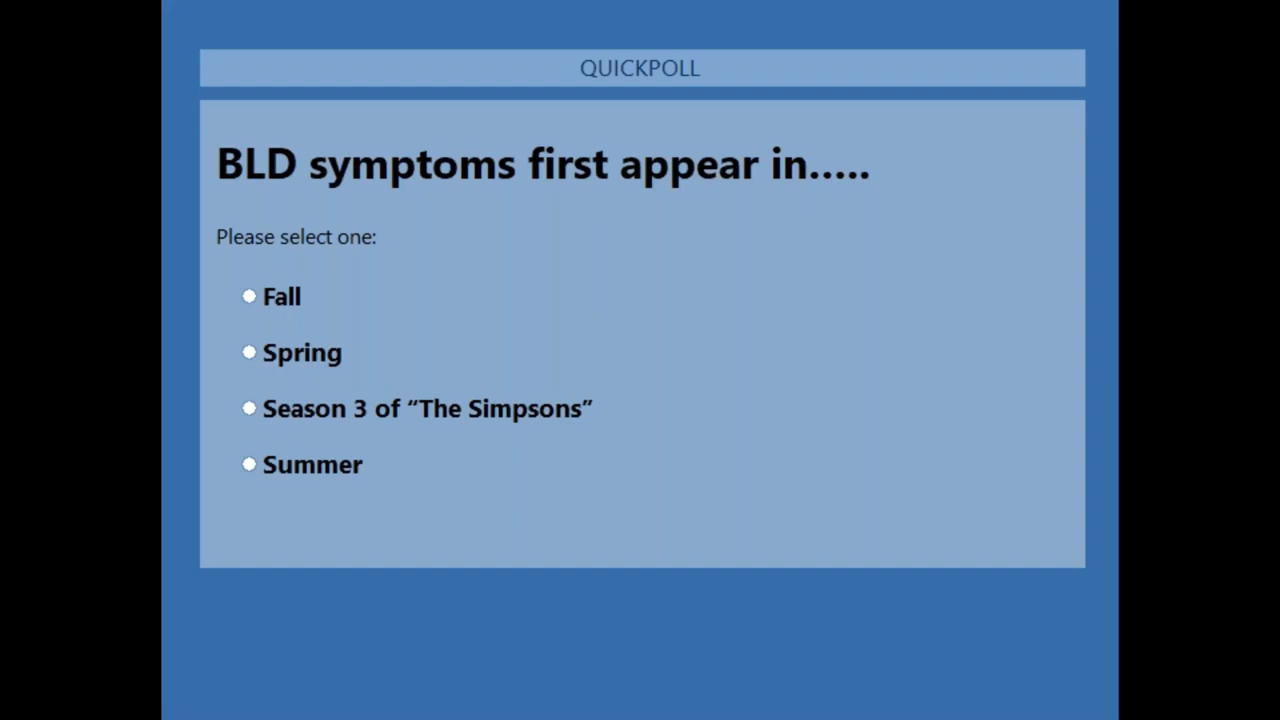 QUICKPOLL
BLD symptoms first appear in.....
Please select one:
Fall
Spring
Season 3 of “The Simpsons”
Summer